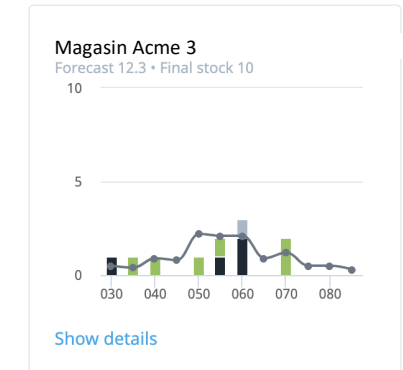 Magasin Acme 3
Forecast 12.3 • Final stock 10
10
5
0
030 040 050 060 070 080
Show details